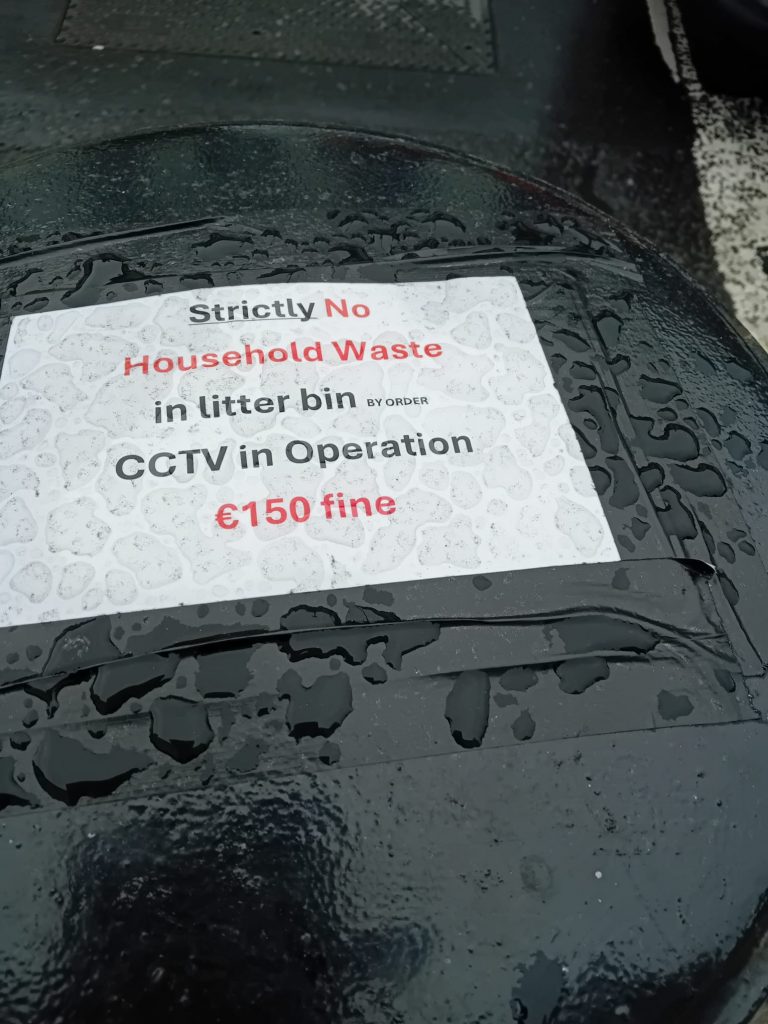 Strictly No
Household Waste
in litter bin BY ORDER
CCTV in Operation
€150 fine